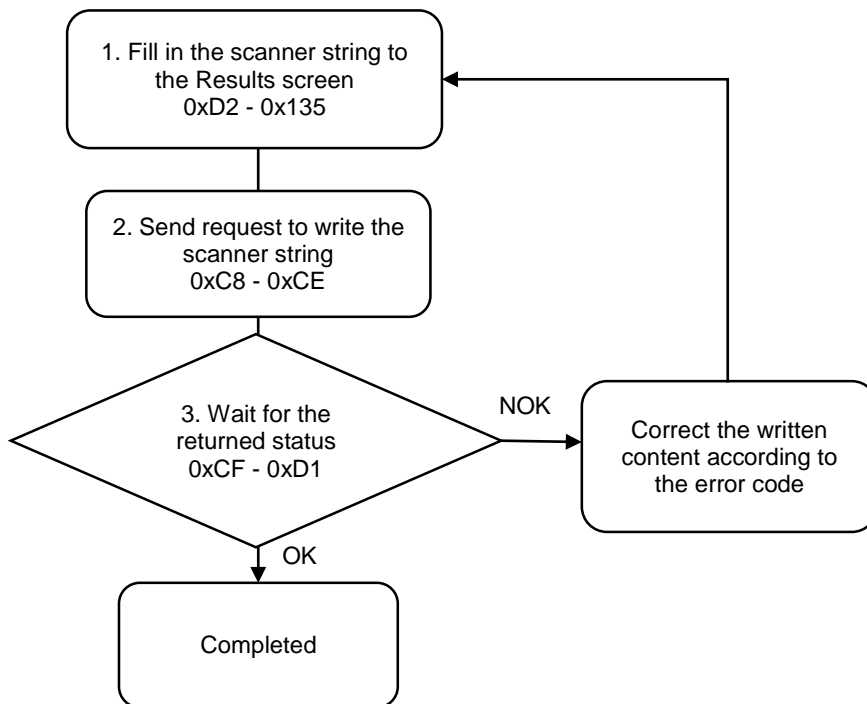 1. Fill in the scanner string to
the Results screen
0xD2 - 0x135
2. Send request to write the
scanner string
0xC8 - 0xCE
3. Wait for the
returned status
0xCF - 0xD1
NOK
Correct the written
content according to
the error code
OK
Completed